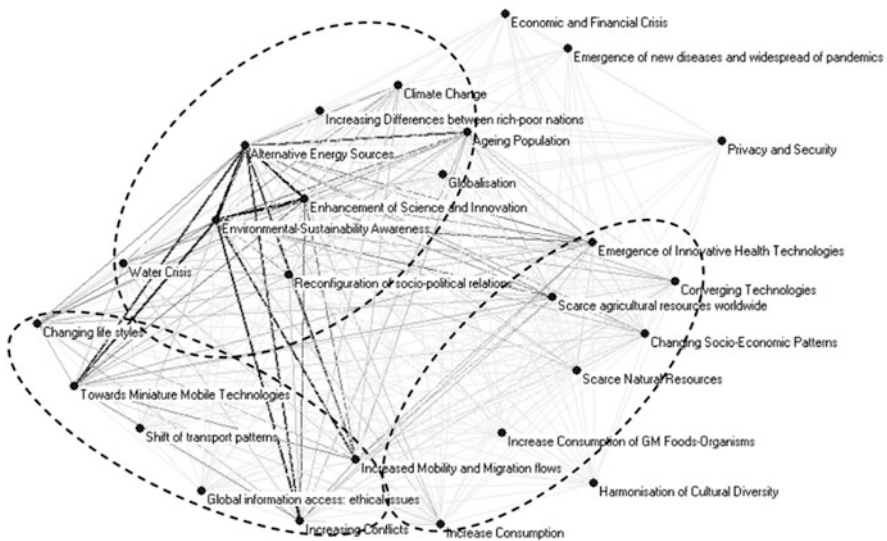 Economic and Financial Crisis
Emergence of new diseases and widespread of pandemics
Climate Change
Increasing Differences between rich-poor nations
Ageing Population
Privacy and Security
Alternative Energy Sources
Globalisation
Enhancement of Science and Innovation
Environmental-Sustainability Awareness
Emergence of Innovative Health Technologies
Water Crisis
Reconfiguration of socio-political relations
Converging Technologies
Scarce agricultural resources worldwide
Changing life styles
Changing Socio-Economic Patterns
Scarce Natural Resources
Towards Miniature Mobile Technologies
Shift of transport patterns
Increase Consumption of GM Foods-Organisms
Increased Mobility and Migration flows
Harmonisation of Cultural Diversity
Global information access: ethical issues
Increasing Conflicts
Increase Consumption